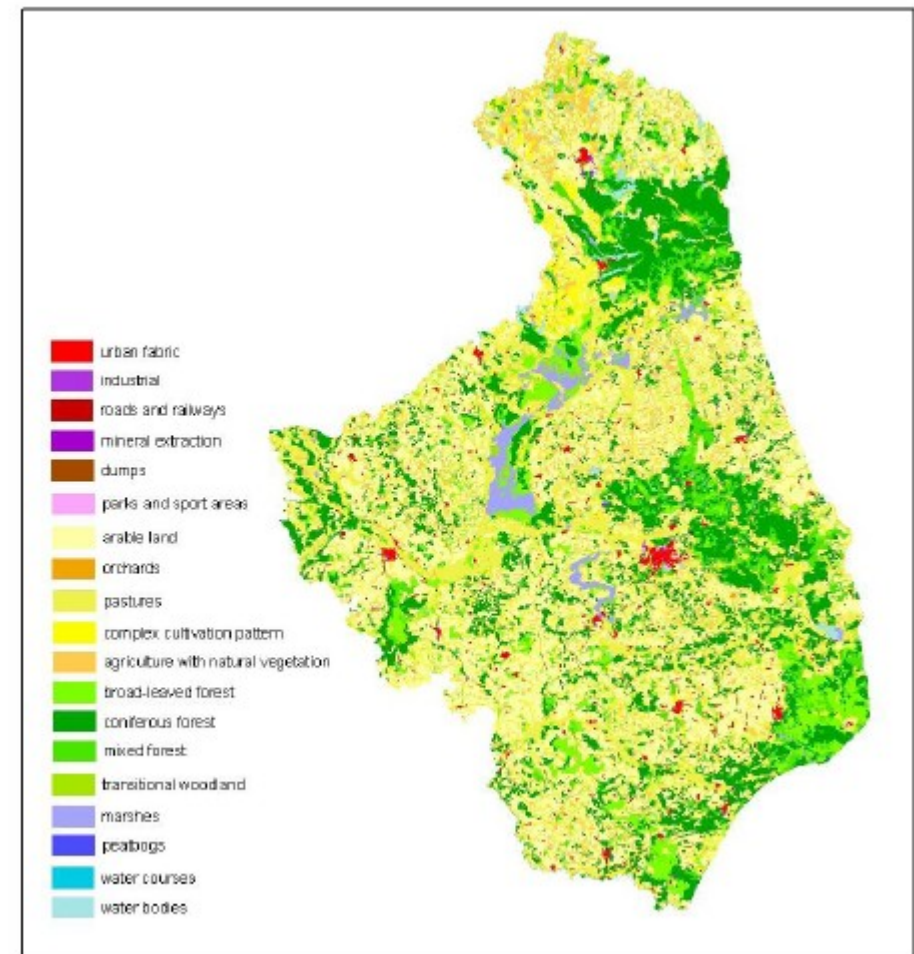 urban fabric
industrial
roads and railways
mineral extraction
dumps
parks and sport areas
arable land
orchards
pastures
complex cultivation pattern
agriculture with natural vegetation
broad-leaved forest
coniferous forest
mixed forest
transitional woodland
marshes
peatbogs
water courses
water bodies